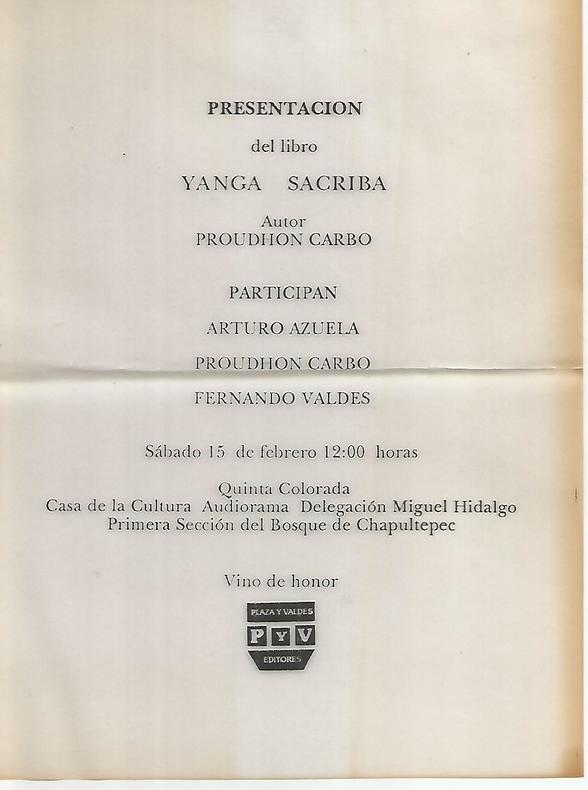 PRESENTACION
del libro
YANGA SACRIBA
Autor
PROUDHON CARBO
PARTICIPAN
ARTURO AZUELA
PROUDHON CARBO
FERNANDO VALDES
Sábado 15 de febrero 12:00 horas
Quinta Colorada
Casa de la Cultura Audiorama Delegación Miguel Hidalgo
Primera Sección del Bosque de Chapultepec
Vino de honor
PLAZA Y VALDES
P Y V
EDITORES